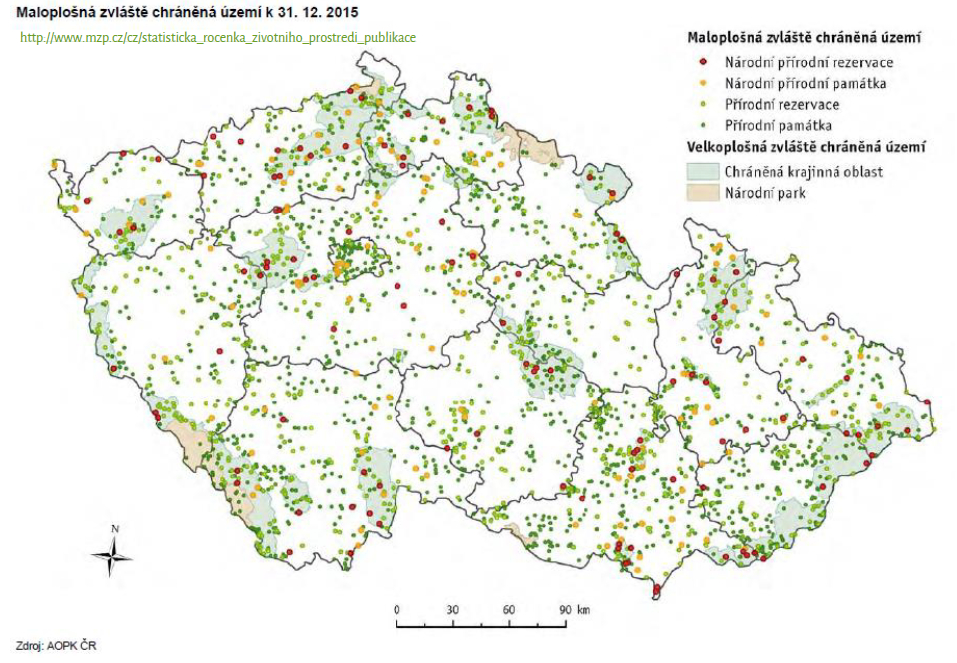 Maloplošná zvláště chráněná území k 31. 12. 2015
http://www.mzp.cz/cz/statisticka_rocenka_zivotniho_prostredi_publikace
Maloplošná zvláště chráněné území
Národní přírodní rezervace
Národní přírodní památka
Přírodní rezervace
Přírodní památka
Velkoplošná zvláště chráněné území
Chráněná krajinná oblast
Národní park
N
0 30 60 90 km
Zdroj: AOPK ČR